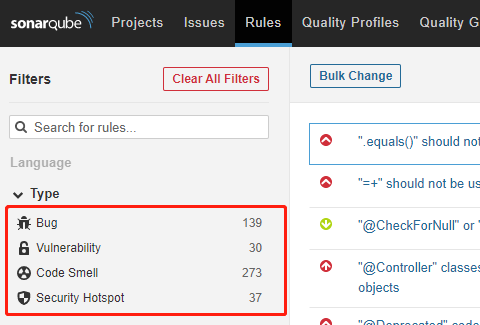 sonarqube Projects Issues Rules Quality Profiles Quality G
Filters
Clear All Filters
Search for rules...
Language
Type
Bug 139
Vulnerability 30
Code Smell 273
Security Hotspot 37
Bulk Change
".equals()" should not
"=+" should not be us
"@CheckForNull" or "
"@Controller" classes
objects
"@Deprecated" code